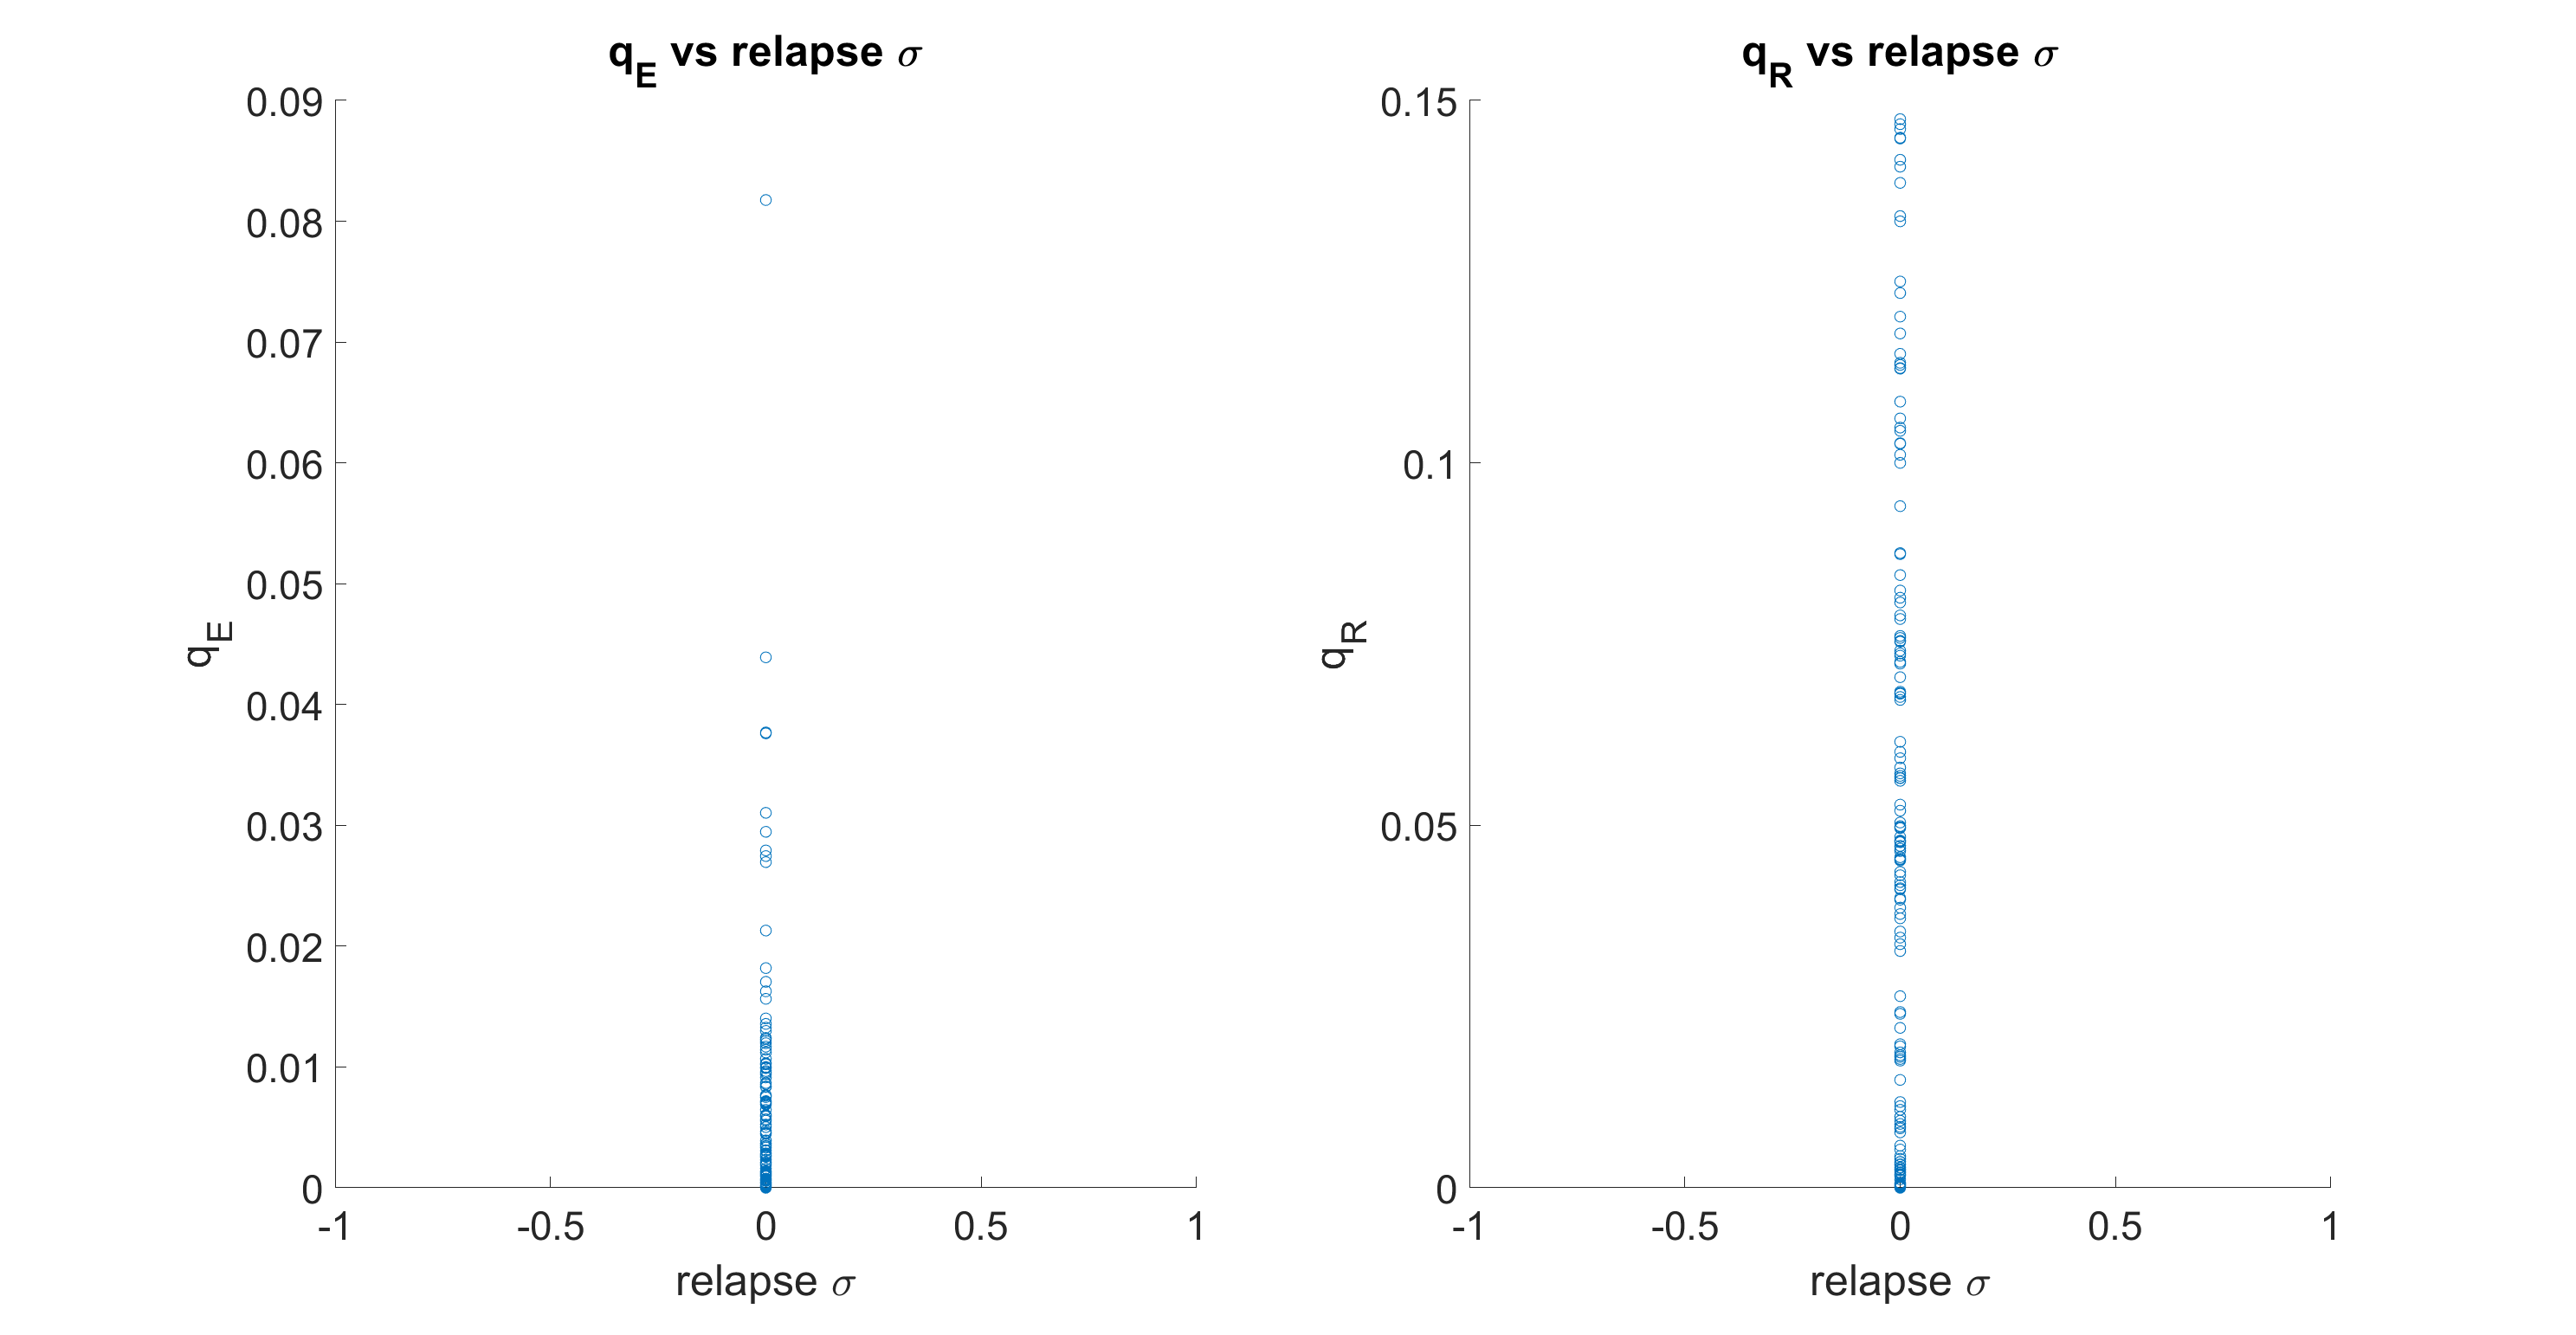 q_E vs relapse σ
0.09
0.08
0.07
0.06
0.05
0.04
0.03
0.02
0.01
0
q_E
-1 -0.5 0 0.5 1
relapse σ
q_R vs relapse σ
0.15
0.1
0.05
0
q_R
-1 -0.5 0 0.5 1
relapse σ